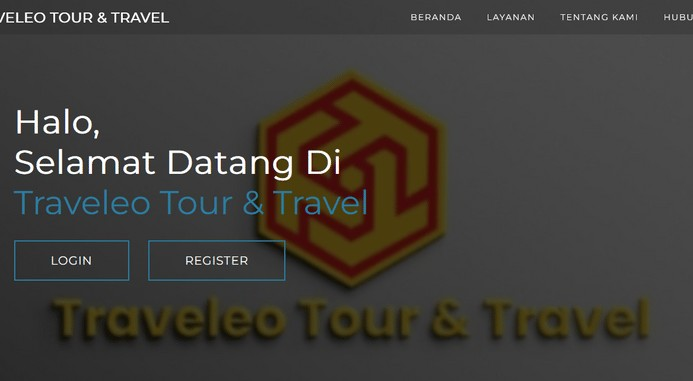 VELEO TOUR & TRAVEL
BERANDA LAYANAN TENTANG KAMI HUBU
Halo,
Selamat Datang Di
Traveleo Tour & Travel
LOGIN REGISTER
Traveleo Tour & Travel